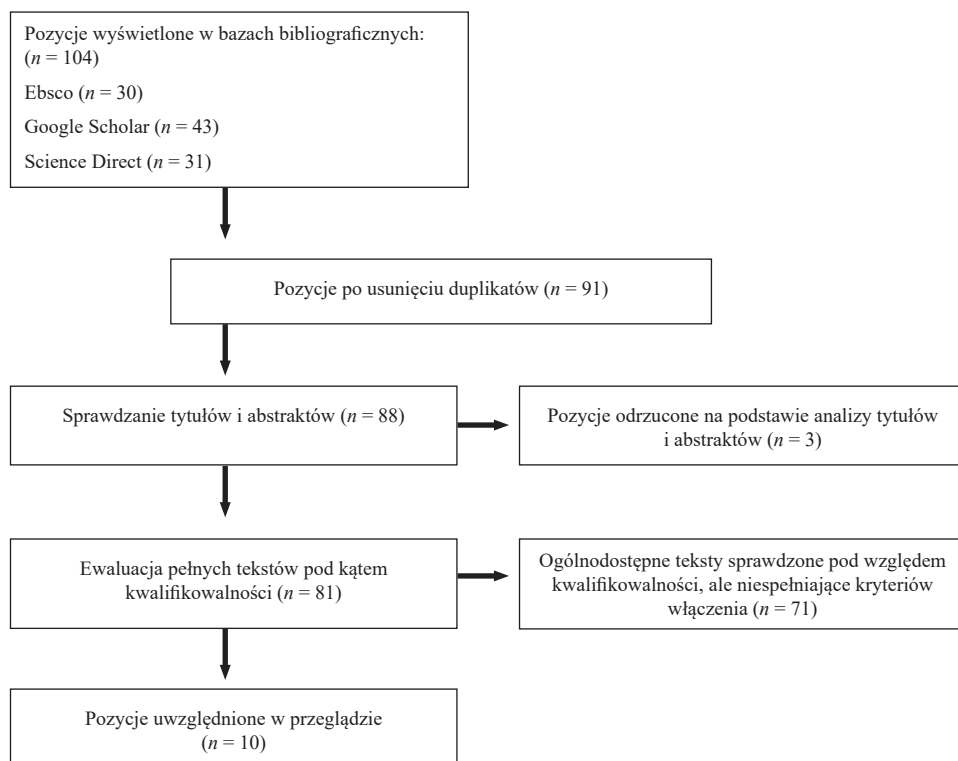 Pozycje wyświetlone w bazach bibliograficznych:
(n = 104)
Ebsco (n = 30)
Google Scholar (n = 43)
Science Direct (n = 31)
Pozycje po usunięciu duplikatów (n = 91)
Sprawdzanie tytułów i abstraktów (n = 88)
Pozycje odrzucone na podstawie analizy tytułów
i abstraktów (n = 3)
Ewaluacja pełnych tekstów pod kątem
kwalifikowalności (n = 81)
Ogólnodostępne teksty sprawdzone pod względem
kwalifikowalności, ale niespełniające kryteriów
włączenia (n = 71)
Pozycje uwzględnione w przeglądzie
(n = 10)